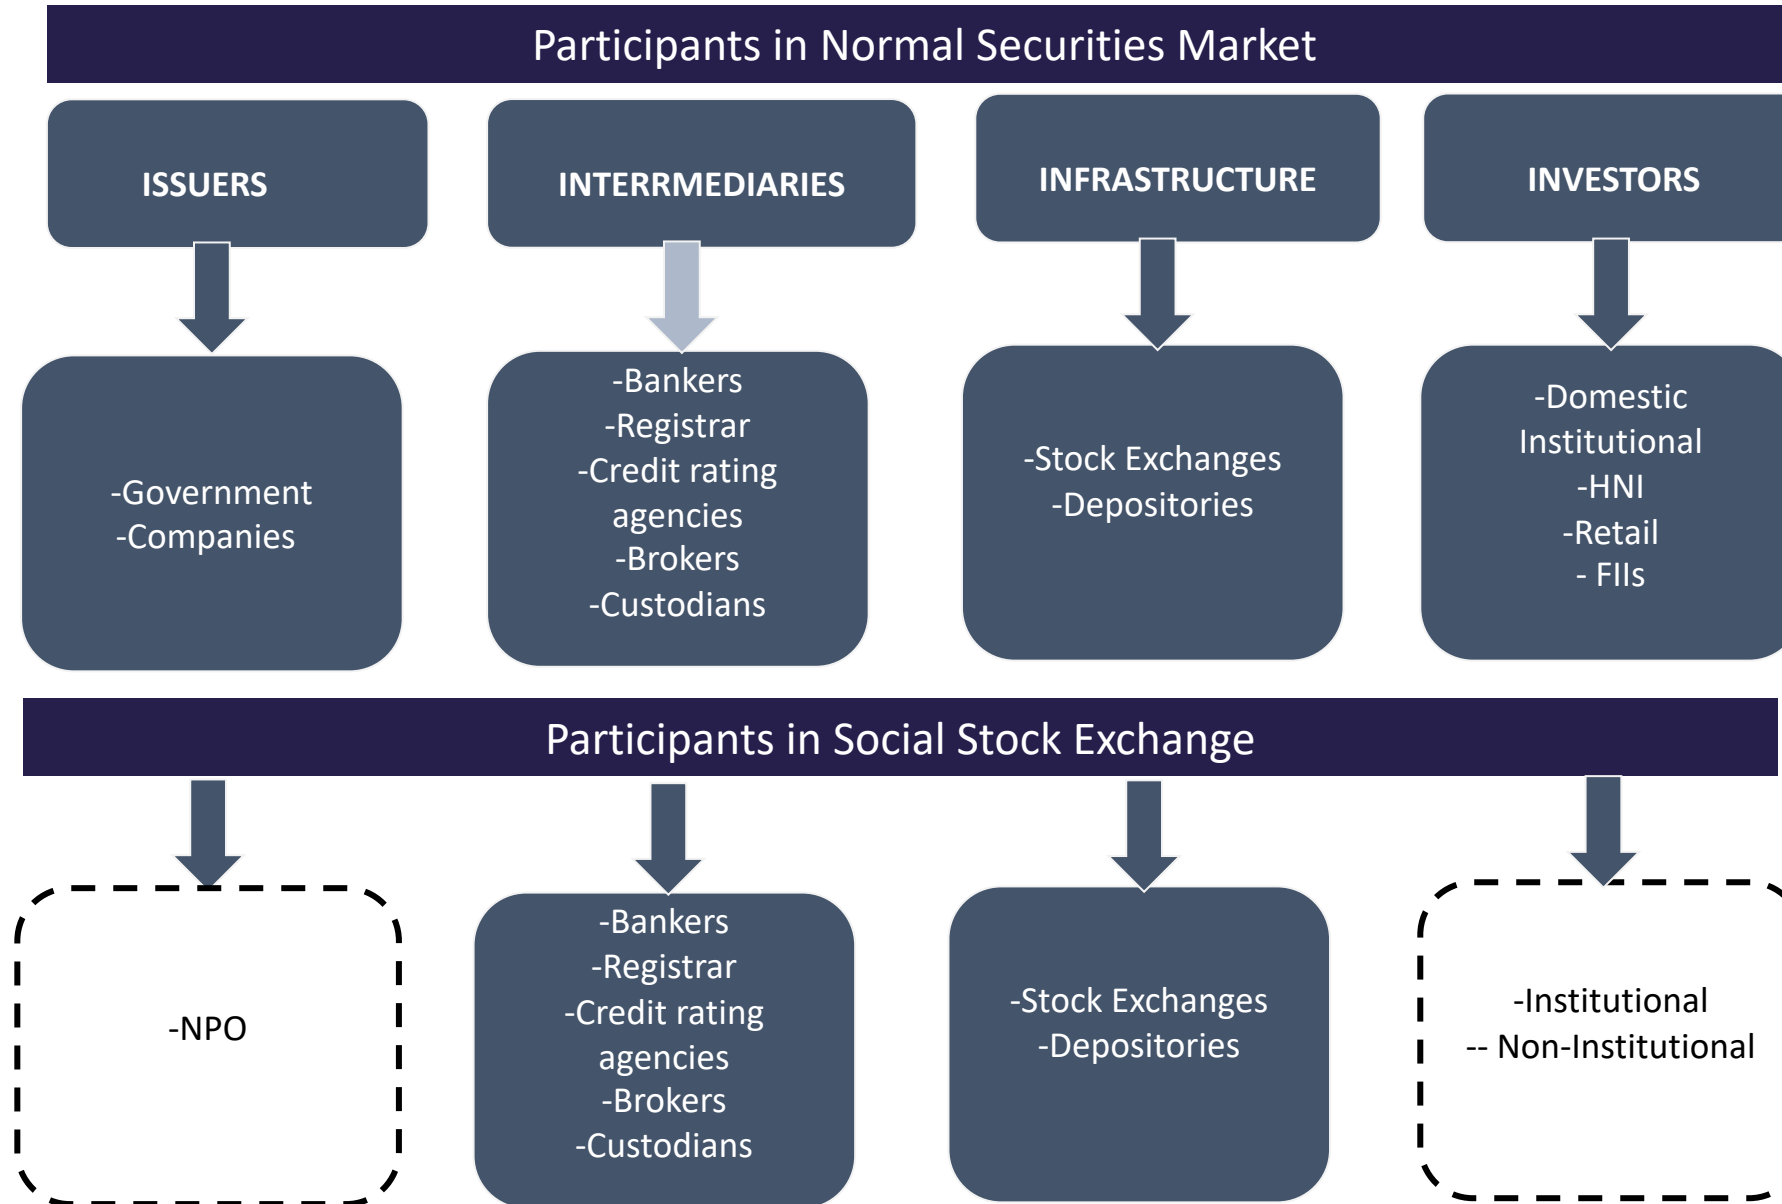 Participants in Normal Securities Market
ISSUERS
INTERRMEDIARIES
INFRASTRUCTURE
INVESTORS
-Government
-Companies
-Bankers
-Registrar
-Credit rating
agencies
-Brokers
-Custodians
-Stock Exchanges
-Depositories
-Domestic
Institutional
-HNI
-Retail
- FIIs
Participants in Social Stock Exchange
-NPO
-Bankers
-Registrar
-Credit rating
agencies
-Brokers
-Custodians
-Stock Exchanges
-Depositories
-Institutional
-- Non-Institutional